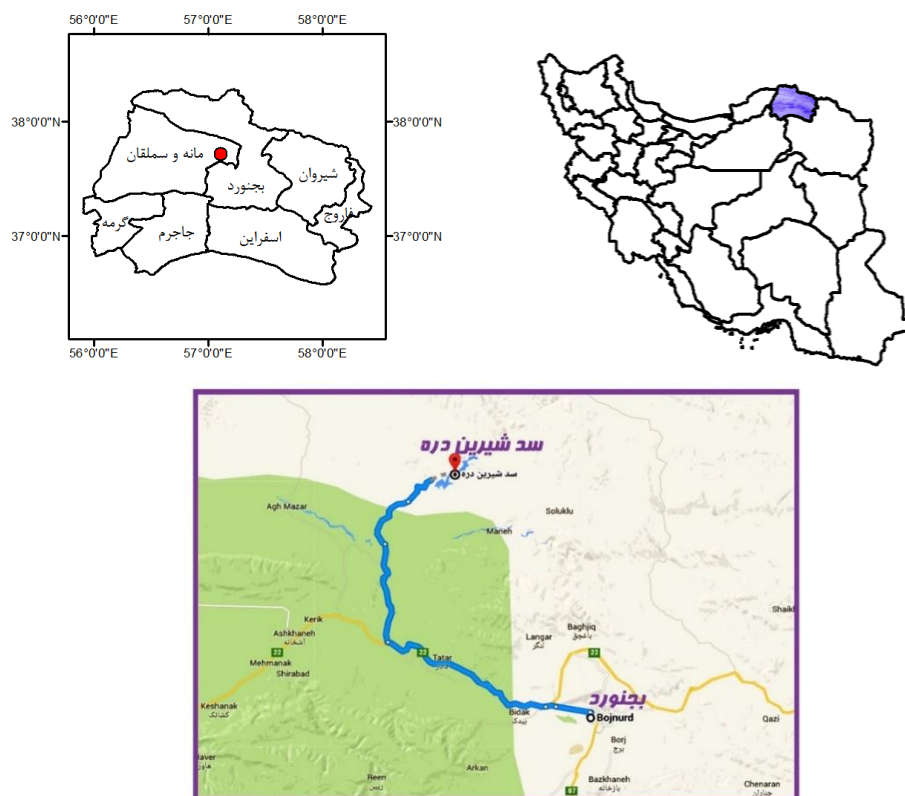 56°0'0"E
57°0'0"E
58°0'0"E
38°0'0"N
38°0'0"N
مانه و سملقان
شیروان
بجنورد
فاروج
گرمه
جاجرم
اسفراین
37°0'0"N
37°0'0"N
56°0'0"E
57°0'0"E
58°0'0"E
سد شیرین دره
سد شیرین دره
Agh Mazar
Soluklu
Maneh
Shaikl
Kerik
Baghjiq
باغجق
Ashkhaneh
آشخانه
Langar
لنگر
22
22
22
Tatar
Mehmanak
Shirabad
بجنورد
Keshanak
کشانک
Bidak
بیدک
Bojnurd
Qazi
Borj
برج
Arkan
Reen
رئین
Bazkhaneh
بازخانه
Chenaran
چناران
87